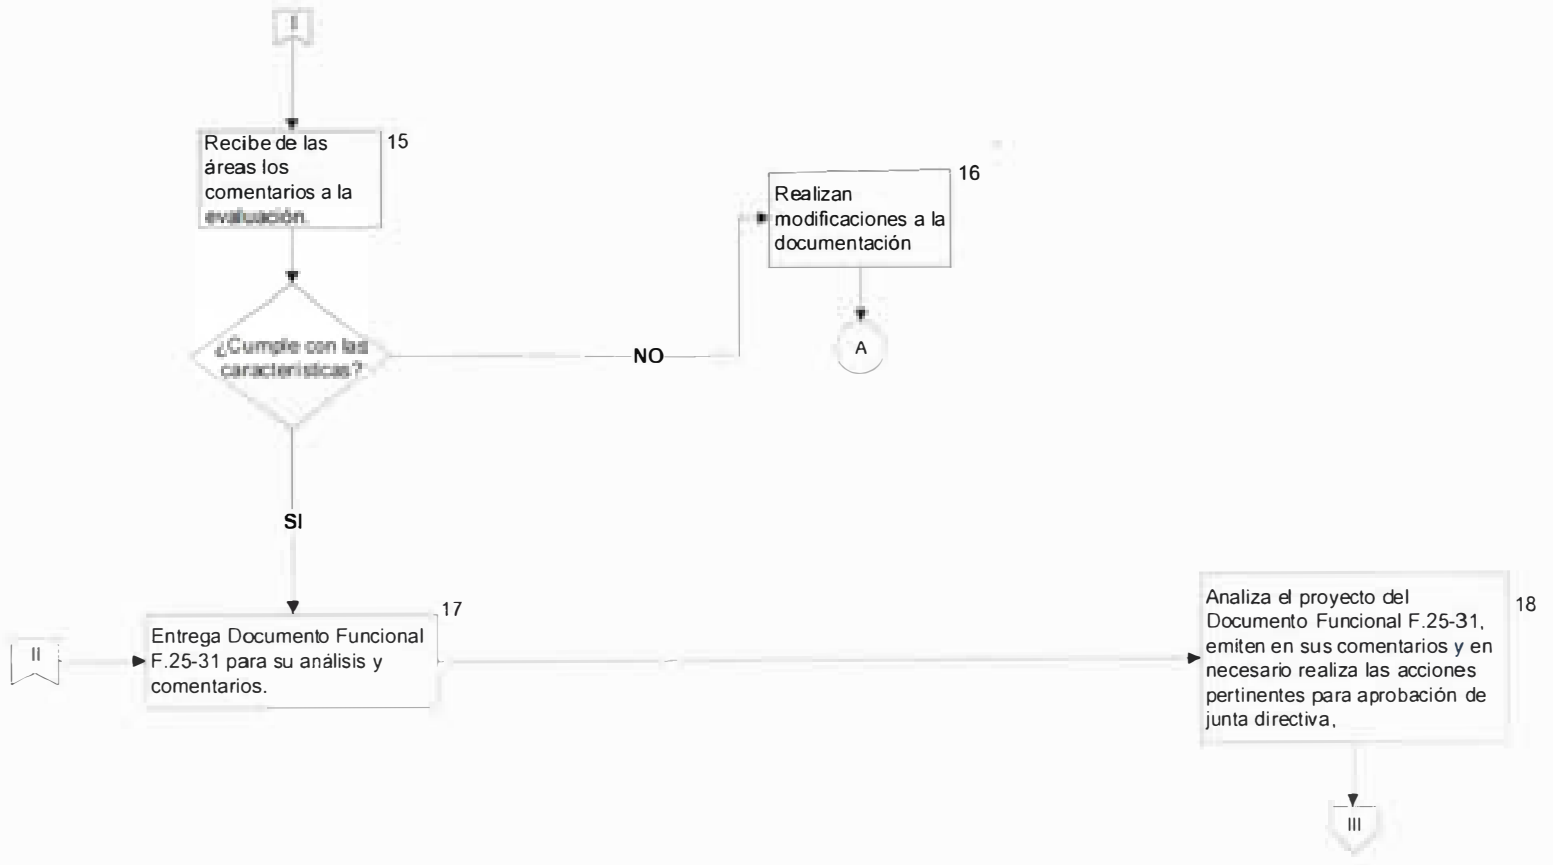 I
Recibe de las
áreas los
comentarios a la
evaluación.
15
¿Cumple con las
características?
NO
Realizan
modificaciones a la
documentación
16
A
SI
II
Entrega Documento Funcional
F.25-31 para su análisis y
comentarios.
17
Analiza el proyecto del
Documento Funcional F.25-31,
emiten en sus comentarios y en
necesario realiza las acciones
pertinentes para aprobación de
junta directiva,
18
III